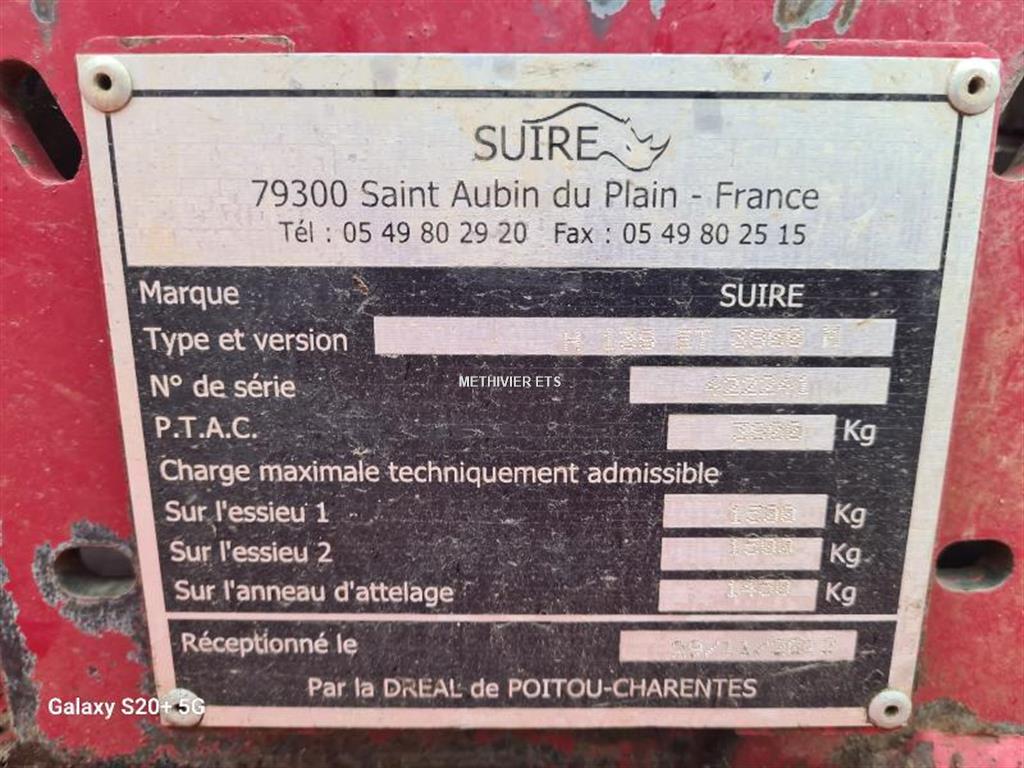 SUIRE
79300 Saint Aubin du Plain - France
Tél : 05 49 80 29 20 Fax : 05 49 80 25 15
Marque SUIRE
Type et version H
N° de série
METHIVIER ETS
P.T.A.C. Kg
Charge maximale techniquement admissible
Sur l'essieu 1 1500 Kg
Sur l'essieu 2 1500 Kg
Sur l'anneau d'attelage Kg
Réceptionné le
Par la DREAL de POITOU-CHARENTES
Galaxy S20+ 5G